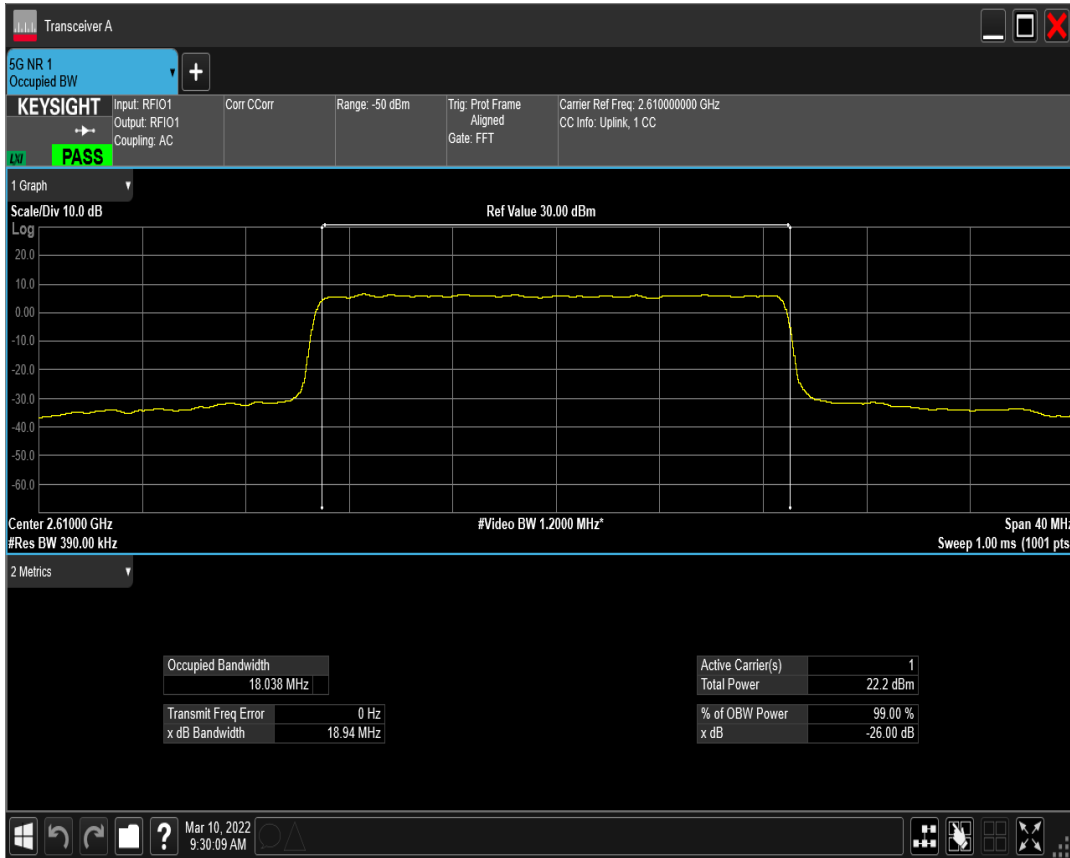 Transceiver A
5G NR 1
Occupied BW
+
KEYSIGHT
LXI
PASS
Input: RFIO1
Output: RFIO1
Coupling: AC
Corr CCorr
Range: -50 dBm
Trig: Prot Frame
Aligned
Gate: FFT
Carrier Ref Freq: 2.610000000 GHz
CC Info: Uplink, 1 CC
1 Graph
Scale/Div 10.0 dB
Ref Value 30.00 dBm
Log
20.0
10.0
0.00
-10.0
-20.0
-30.0
-40.0
-50.0
-60.0
Center 2.61000 GHz
#Video BW 1.2000 MHz*
Span 40 MHz
#Res BW 390.00 kHz
Sweep 1.00 ms (1001 pts
2 Metrics
Occupied Bandwidth
18.038 MHz
Transmit Freq Error 0 Hz
x dB Bandwidth 18.94 MHz
Active Carrier(s) 1
Total Power 22.2 dBm
% of OBW Power 99.00 %
x dB -26.00 dB
?
Mar 10, 2022
9:30:09 AM